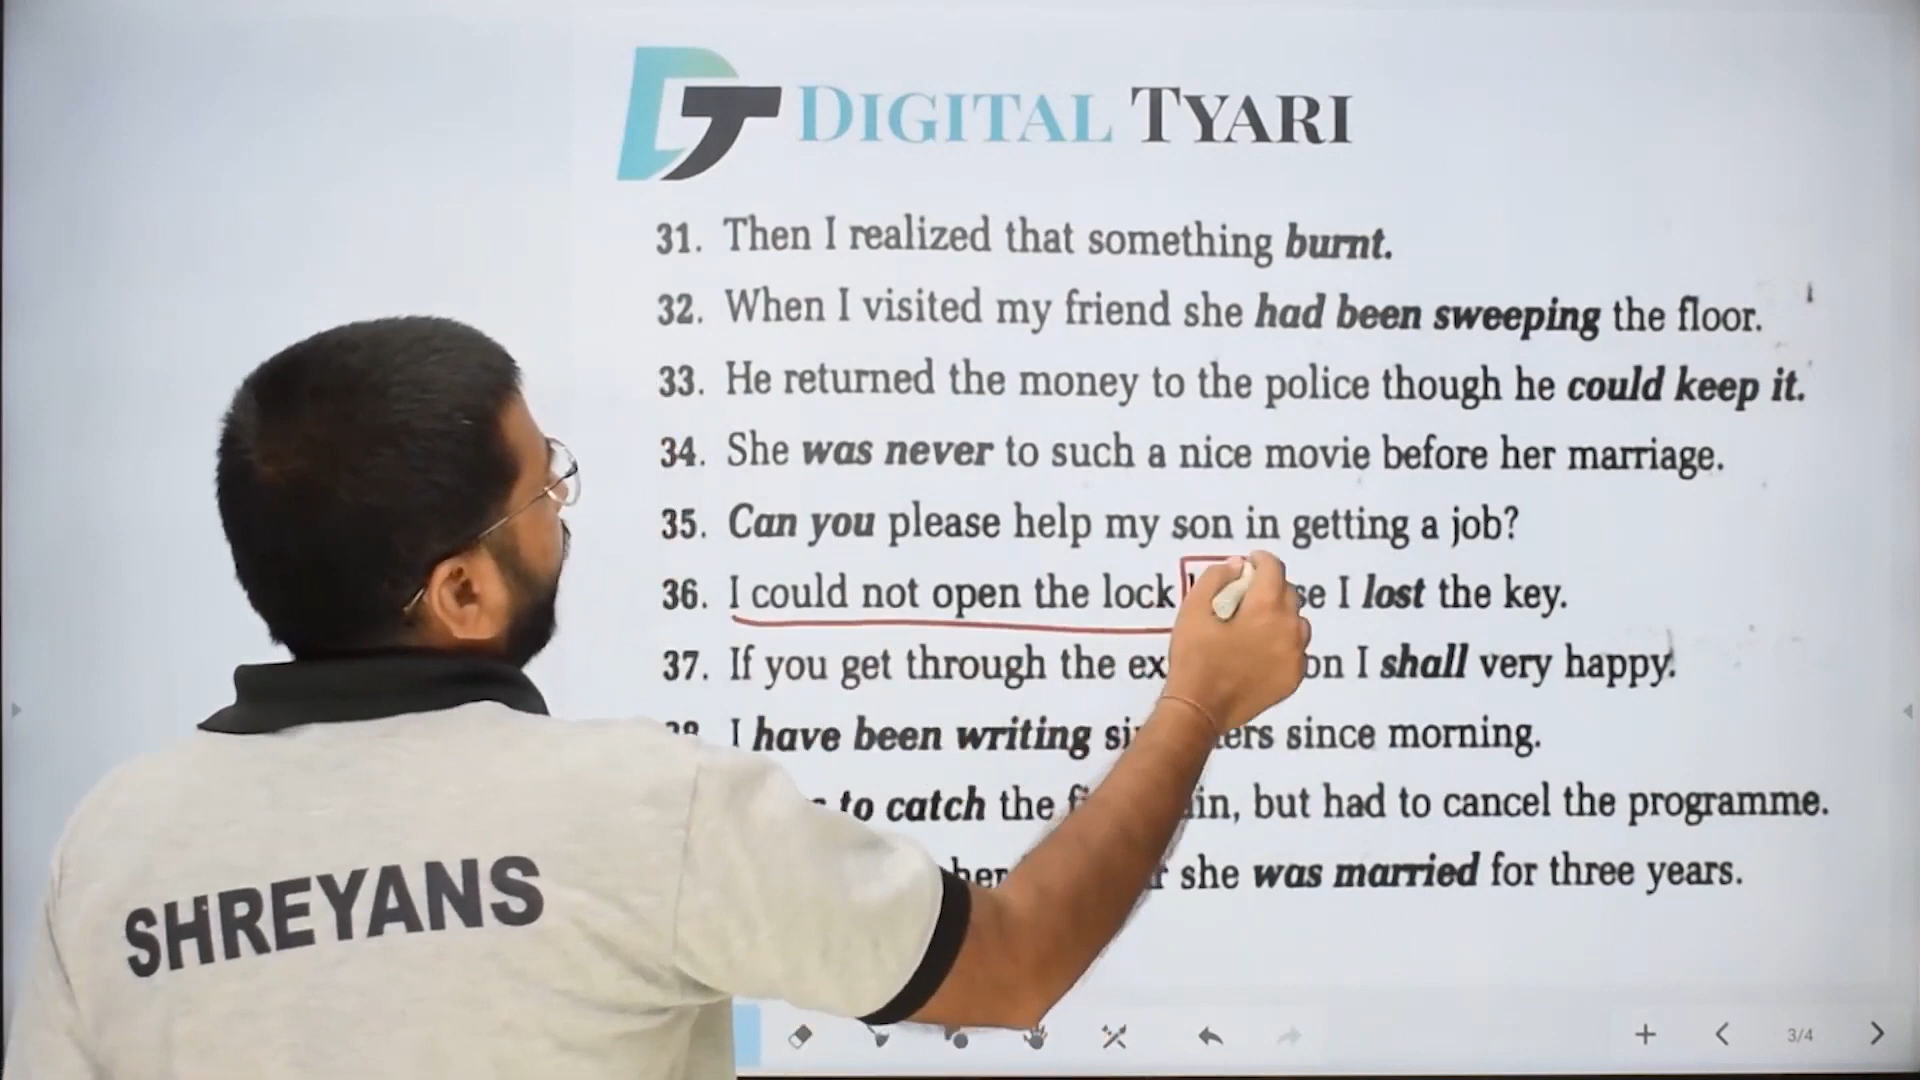 DT DIGITAL TYARI
31. Then I realized that something burnt.
32. When I visited my friend she had been sweeping the floor.
33. He returned the money to the police though he could keep it.
34. She was never to such a nice movie before her marriage.
35. Can you please help my son in getting a job?
36. I could not open the lock se I lost the key.
37. If you get through the ex on I shall very happy.
I have been writing ers since morning.
to catch the in, but had to cancel the programme.
her she was married for three years.
SHREYANS
3/4